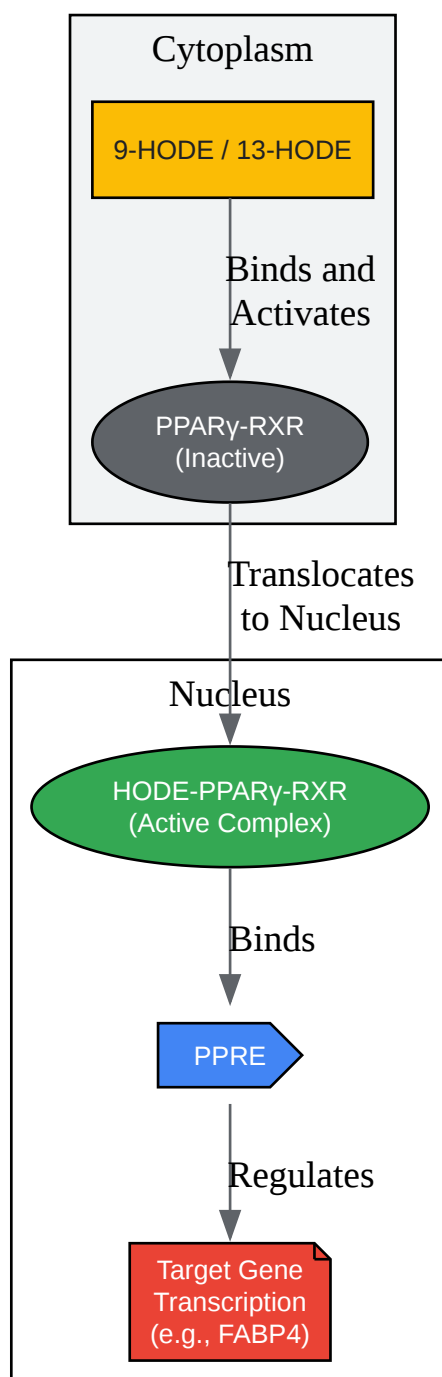 Cytoplasm
9-HODE / 13-HODE
Binds and
Activates
PPARγ-RXR
(Inactive)
Translocates
to Nucleus
Nucleus
HODE-PPARγ-RXR
(Active Complex)
Binds
PPRE
Regulates
Target Gene
Transcription
(e.g., FABP4)